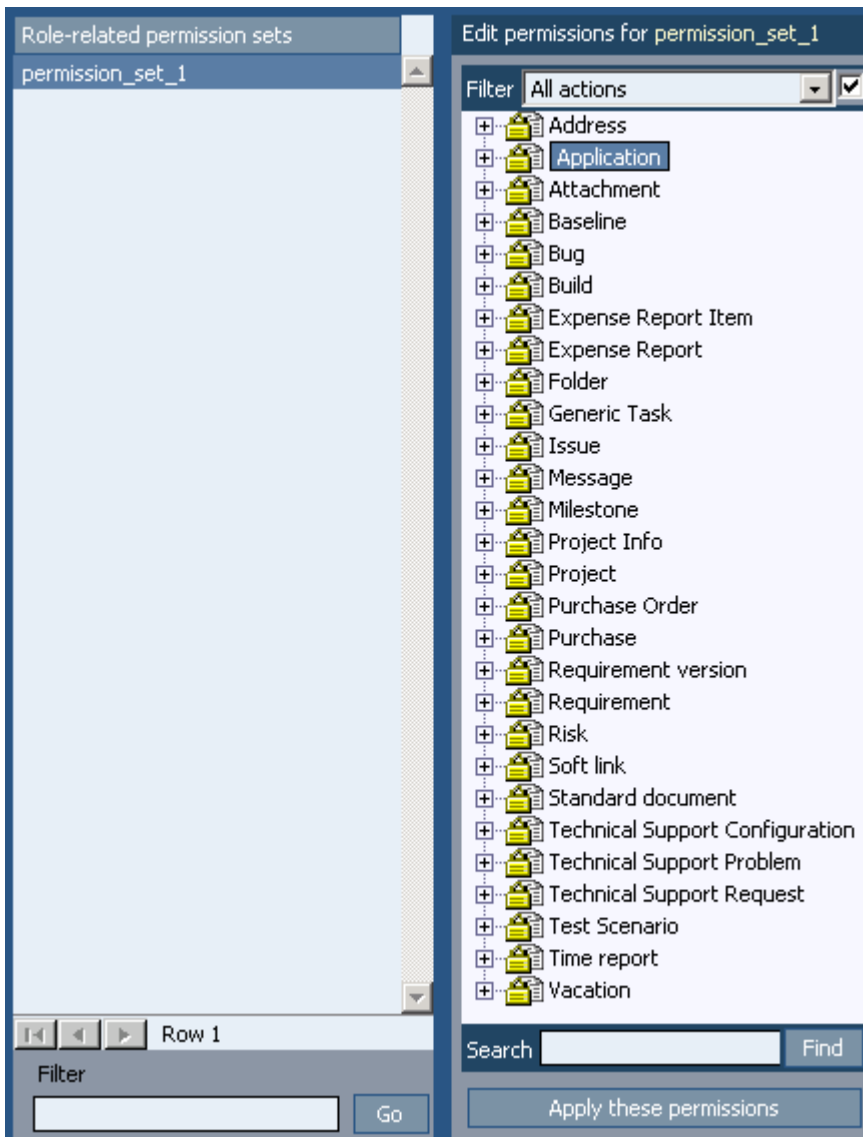 Role-related permission sets
permission_set_1
Row 1
Filter
Go
Edit permissions for permission_set_1
Filter All actions
Address
Application
Attachment
Baseline
Bug
Build
Expense Report Item
Expense Report
Folder
Generic Task
Issue
Message
Milestone
Project Info
Project
Purchase Order
Purchase
Requirement version
Requirement
Risk
Soft link
Standard document
Technical Support Configuration
Technical Support Problem
Technical Support Request
Test Scenario
Time report
Vacation
Search Find
Apply these permissions